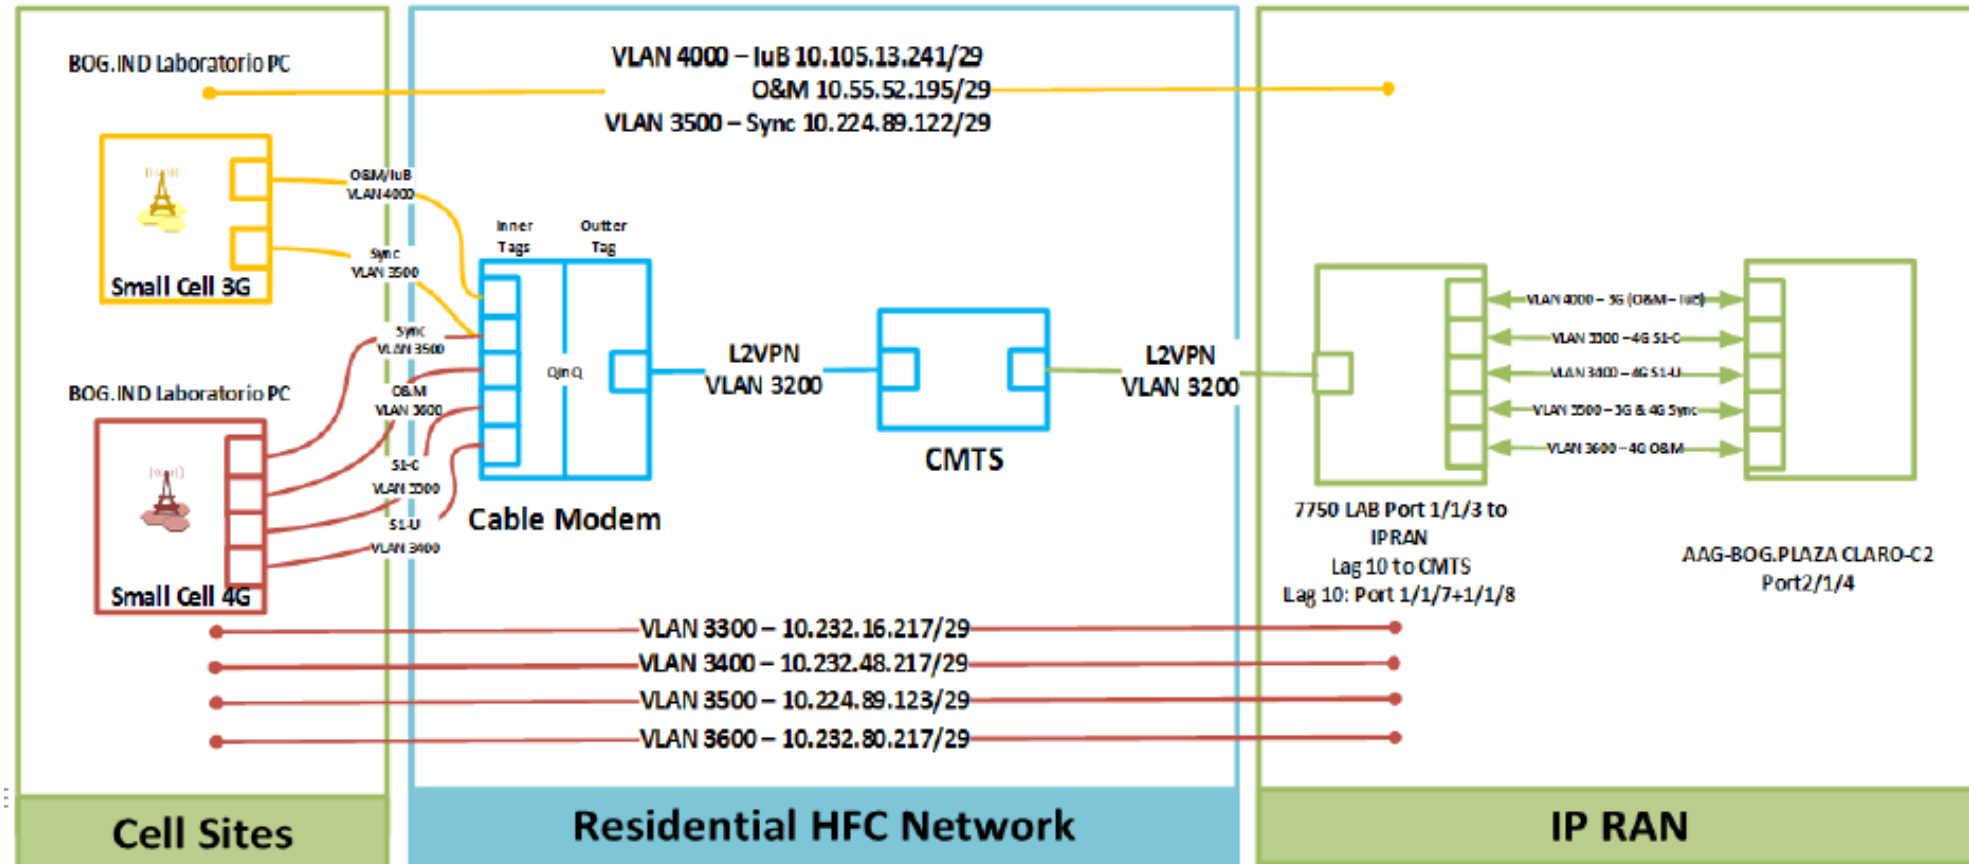 BOG.IND Laboratorio PC
VLAN 4000 – IuB 10.105.13.241/29
O&M 10.55.52.195/29
VLAN 3500 – Sync 10.224.89.122/29
O&M/IuB
VLAN 4000
Sync
VLAN 3500
Small Cell 3G
Inner
Tags
Outter
Tag
Sync
VLAN 3500
BOG.IND Laboratorio PC
O&M
VLAN 3600
S1-C
VLAN 3300
S1-U
VLAN 3400
Small Cell 4G
QinQ
Cable Modem
L2VPN
VLAN 3200
CMTS
L2VPN
VLAN 3200
VLAN 4000 – 3G (O&M – IuB)
VLAN 3300 – 4G S1-C
VLAN 3400 – 4G S1-U
VLAN 3500 – 3G & 4G Sync
VLAN 3600 – 4G O&M
7750 LAB Port 1/1/3 to
IPRAN
Lag 10 to CMTS
Lag 10: Port 1/1/7+1/1/8
AAG-BOG.PLAZA CLARO-C2
Port2/1/4
VLAN 3300 – 10.232.16.217/29
VLAN 3400 – 10.232.48.217/29
VLAN 3500 – 10.224.89.123/29
VLAN 3600 – 10.232.80.217/29
Cell Sites
Residential HFC Network
IP RAN